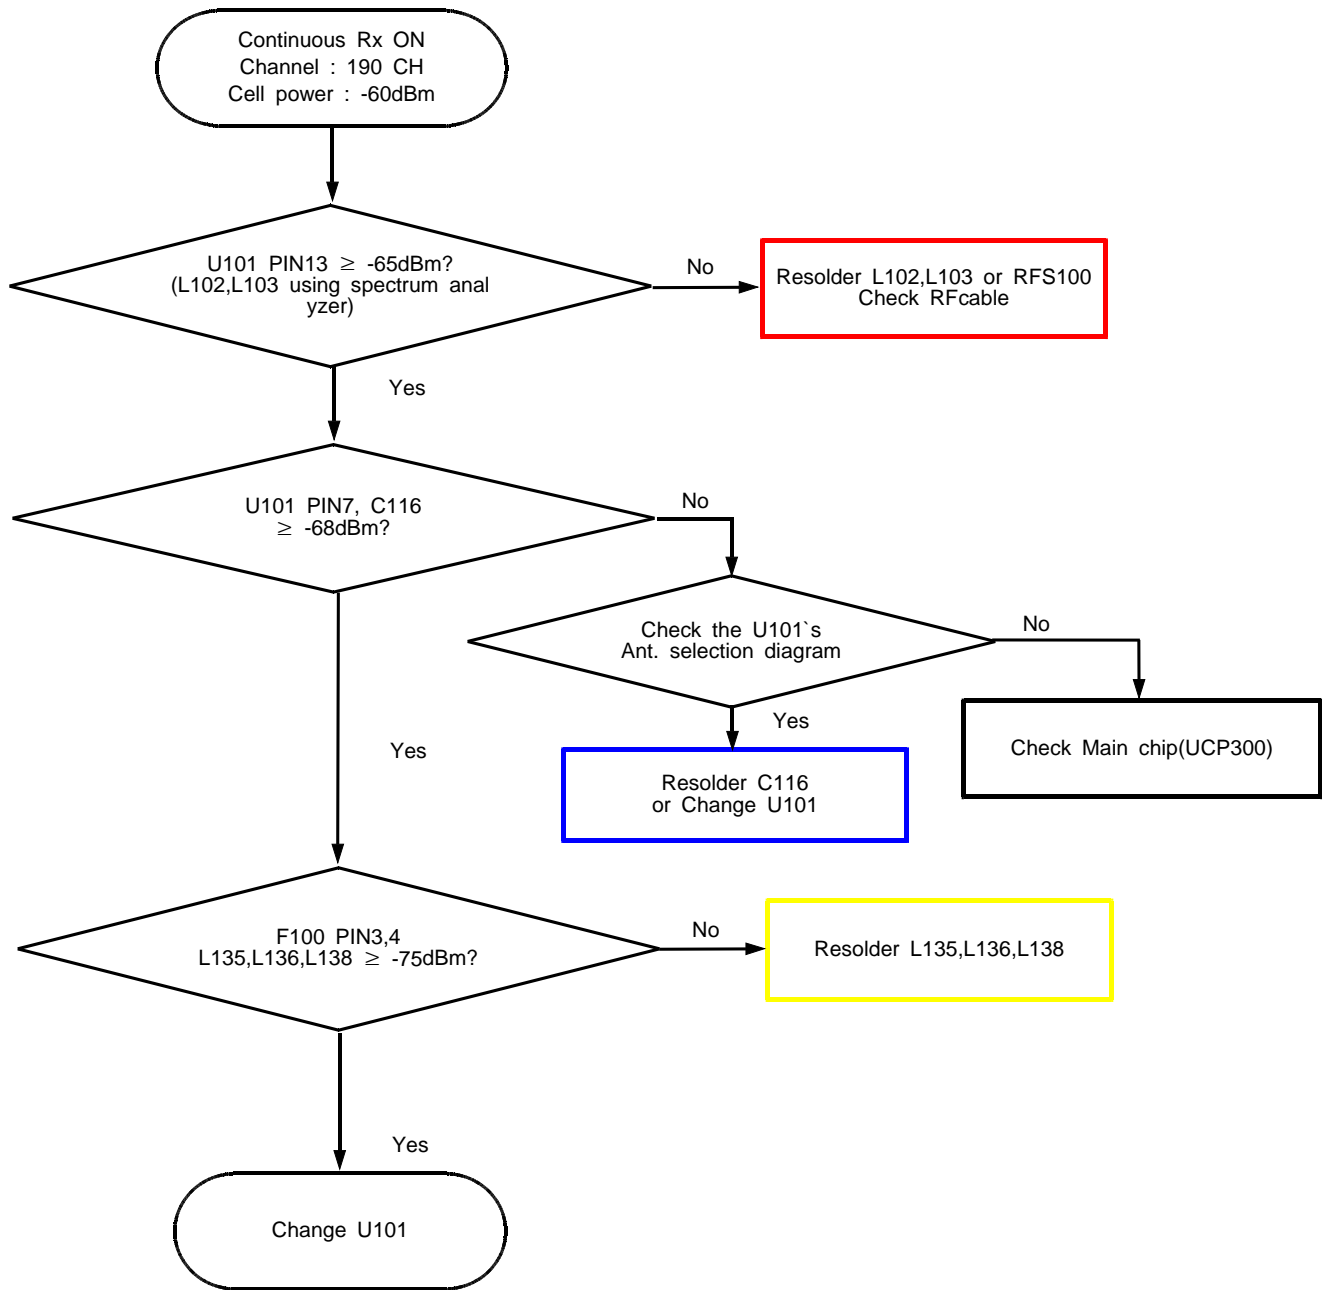 Continuous Rx ON
Channel : 190 CH
Cell power : -60dBm
U101 PIN13 ≥ -65dBm?
(L102,L103 using spectrum anal
yzer)
No
Resolder L102,L103 or RFS100
Check RFcable
Yes
U101 PIN7, C116
≥ -68dBm?
No
Check the U101`s
Ant. selection diagram
No
Check Main chip(UCP300)
Yes
Resolder C116
or Change U101
Yes
F100 PIN3,4
L135,L136,L138 ≥ -75dBm?
No
Resolder L135,L136,L138
Yes
Change U101